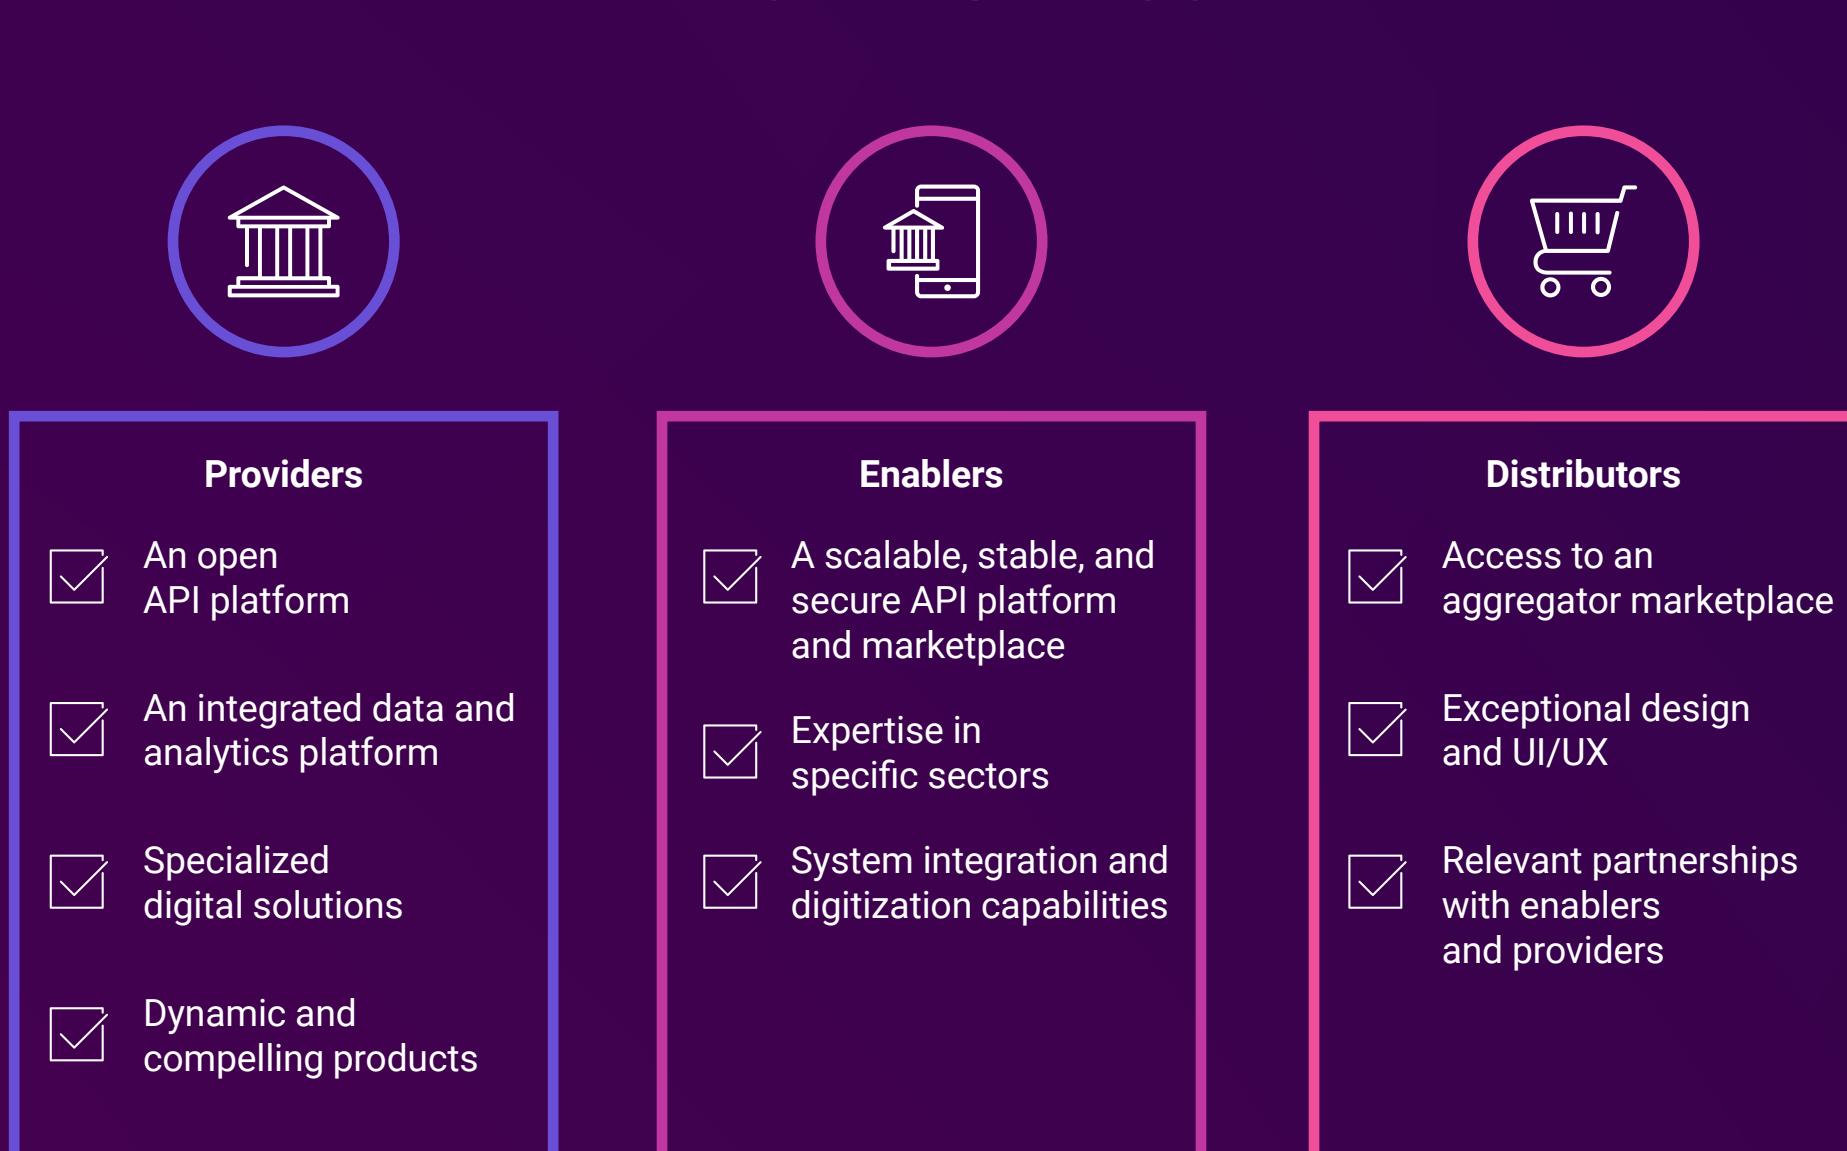 Providers
An open
API platform
An integrated data and
analytics platform
Specialized
digital solutions
Dynamic and
compelling products
Enablers
A scalable, stable, and
secure API platform
and marketplace
Expertise in
specific sectors
System integration and
digitization capabilities
Distributors
Access to an
aggregator marketplace
Exceptional design
and UI/UX
Relevant partnerships
with enablers
and providers